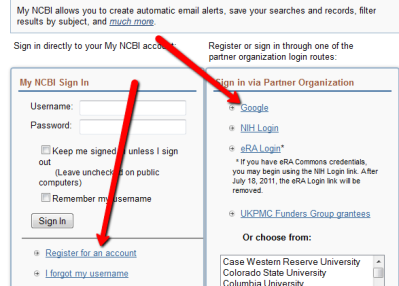 My NCBI allows you to create automatic email alerts, save your searches and records, filter
results by subject, and much more.
Sign in directly to your My NCBI account:
Register or sign in through one of the
partner organization login routes:
My NCBI Sign In
Username:
Password:
Keep me signed unless I sign
out
(Leave unchecked on public
computers)
Remember my username
Sign In
Register for an account
I forgot my username
Sign in via Partner Organization
Google
NIH Login
eRA Login*
* If you have eRA Commons credentials,
you may begin using the NIH Login link. After
July 18, 2011, the eRA Login link will be
removed.
UKPMC Funders Group grantees
Or choose from:
Case Western Reserve University
Colorado State University
Columbia University